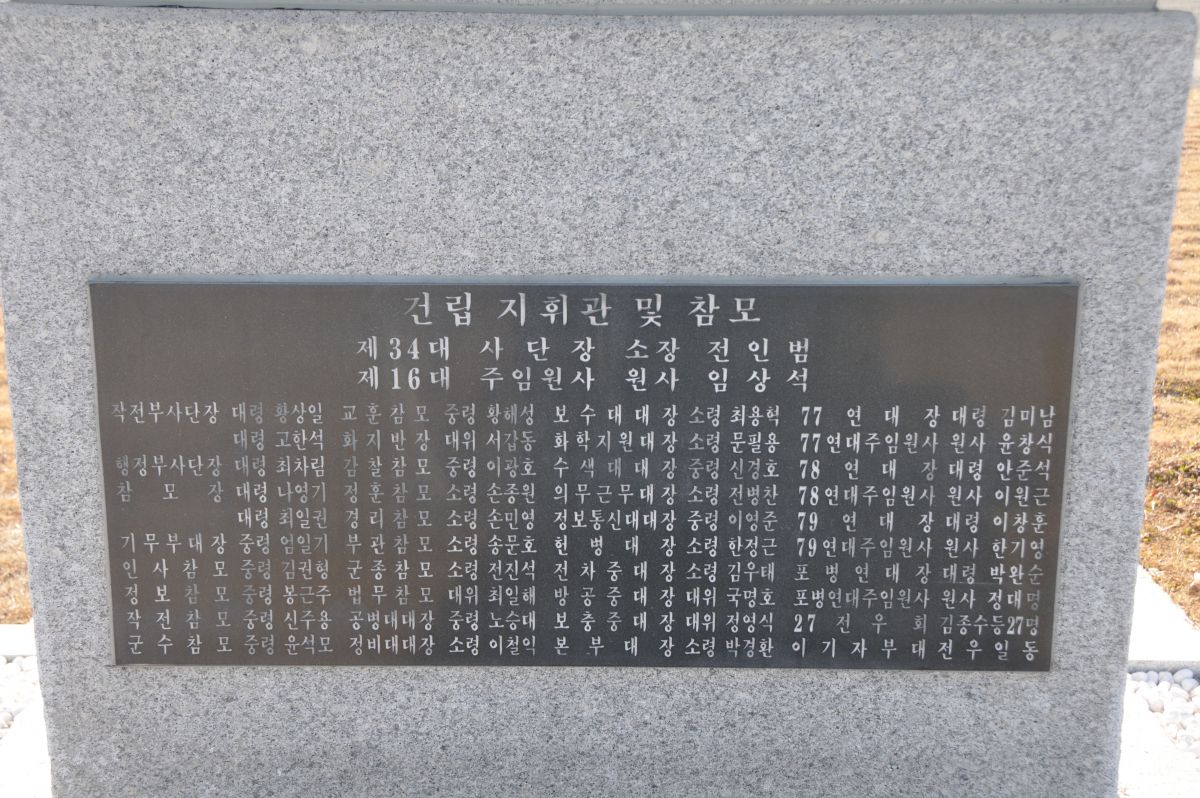 건립 지휘관 및 참모
제34대 사단장 소장 전인범
제16대 주임원사 원사 임상석
작전부사단장 대령 황상일 교훈참모 중령 황해성 보수대대장 소령 최용혁 77연대장 대령 김미남
대령 고한석 화지반장 대위 서갑동 화학지원대장 소령 문필용 77연대주임원사 원사 윤창식
행정부사단장 대령 최차림 감찰참모 중령 이광호 수색대대장 중령 신경호 78연대장 대령 안준석
참모장 대령 나영기 정훈참모 소령 손종원 의무근무대장 소령 전병찬 78연대주임원사 원사 이원근
대령 최일권 경리참모 소령 손민영 정보통신대대장 중령 이영준 79연대장 대령 이창훈
기무부대장 중령 엄일기 부관참모 소령 송문호 헌병대장 소령 한정근 79연대주임원사 원사 한기영
인사참모 중령 김권형 군종참모 소령 전진석 전차중대장 소령 김우태 포병연대장 대령 박완순
정보참모 중령 봉근주 법무참모 대위 최일해 방공중대장 대위 국명호 포병연대주임원사 원사 정대명
작전참모 중령 신주용 공병대대장 중령 노승대 보충중대장 대위 정영식 27전우회 김종수등27명
군수참모 중령 윤석모 정비대대장 소령 이철익 본부대장 소령 박경환 이기자부대전우일동